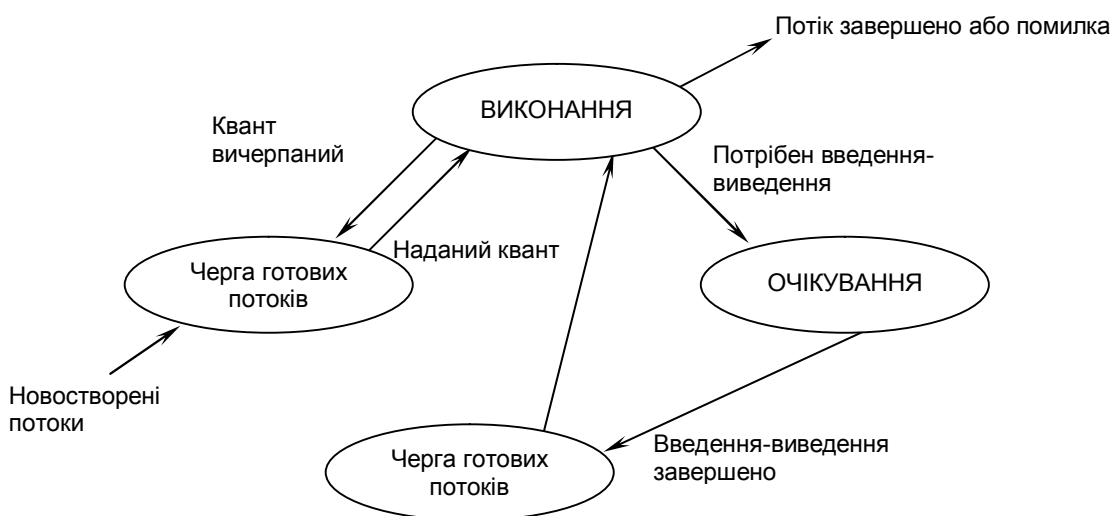 Потік завершено або помилка
ВИКОНАННЯ
Квант
вичерпаний
Потрібен введення-
виведення
Наданий квант
Черга готових
потоків
ОЧІКУВАННЯ
Новостворені
потоки
Черга готових
потоків
Введення-виведення
завершено